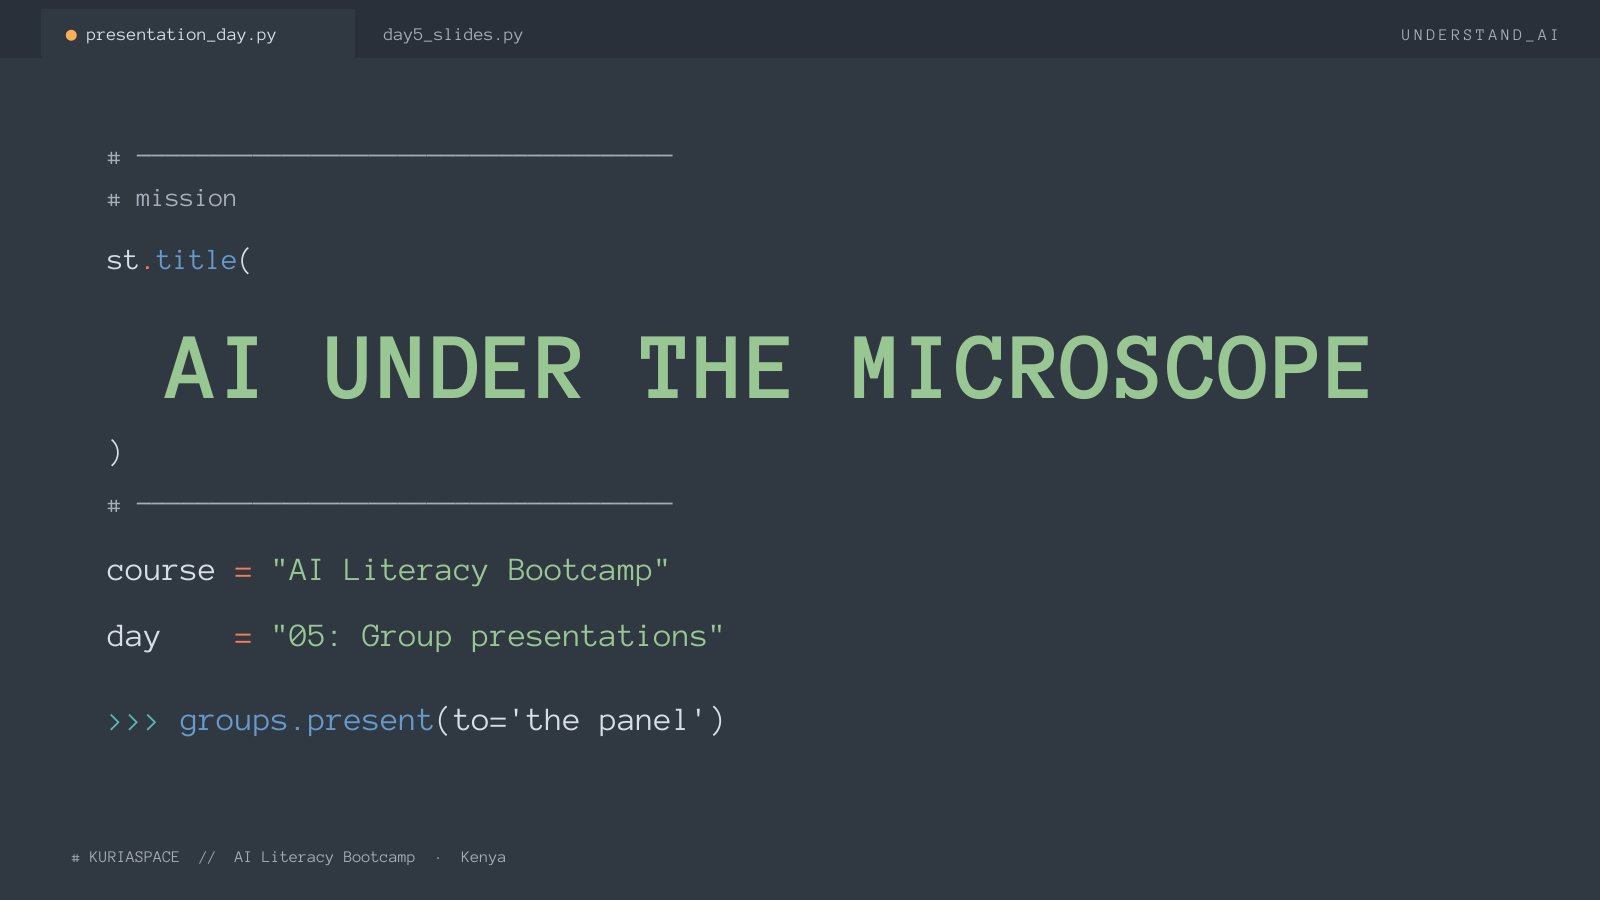 presentation_day.py
day5_slides.py
UNDERSTAND_AI
# ─────────────────────────────────────
# mission
st.title(
AI UNDER THE MICROSCOPE
)
# ─────────────────────────────────────
course = "AI Literacy Bootcamp"
day    = "05: Group presentations"
>>> groups.present(to='the panel')
# KURIASPACE  //  AI Literacy Bootcamp  ·  Kenya